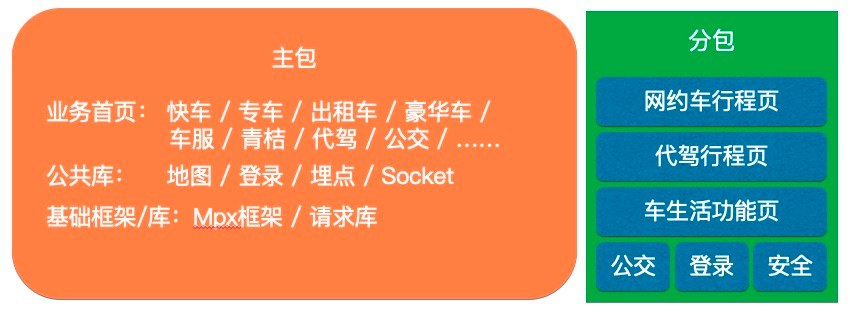 主包
业务首页： 快车 / 专车 / 出租车 / 豪华车 /
车服 / 青桔 / 代驾 / 公交 / ……
公共库： 地图 / 登录 / 埋点 / Socket
基础框架/库：Mpx框架 / 请求库
分包
网约车行程页
代驾行程页
车生活功能页
公交 登录 安全